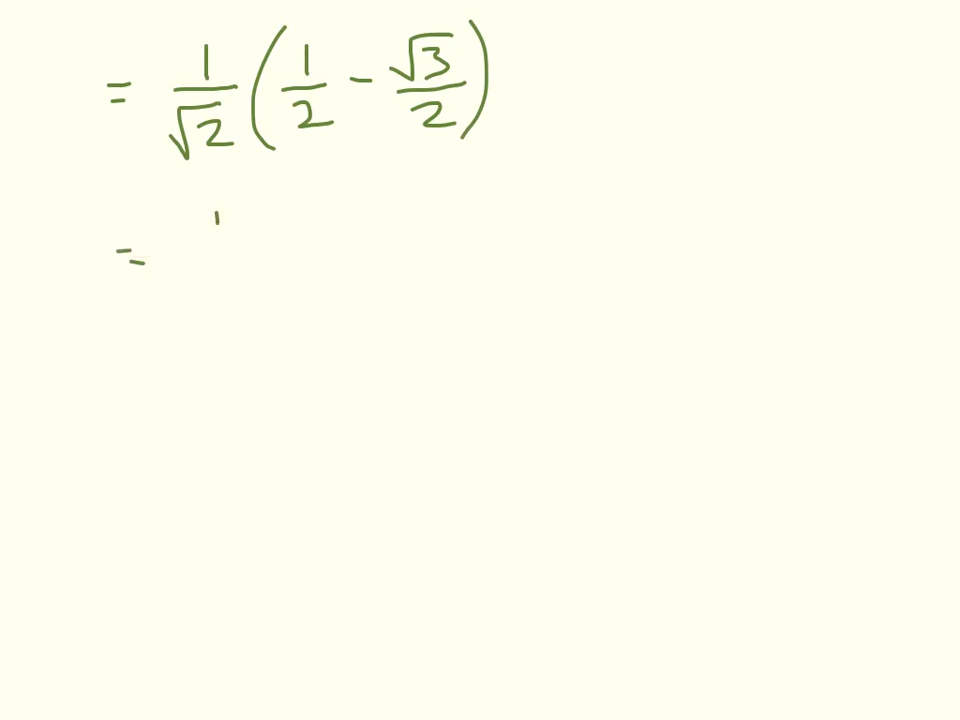 = 1/√2 (1/2 - √3/2)
=